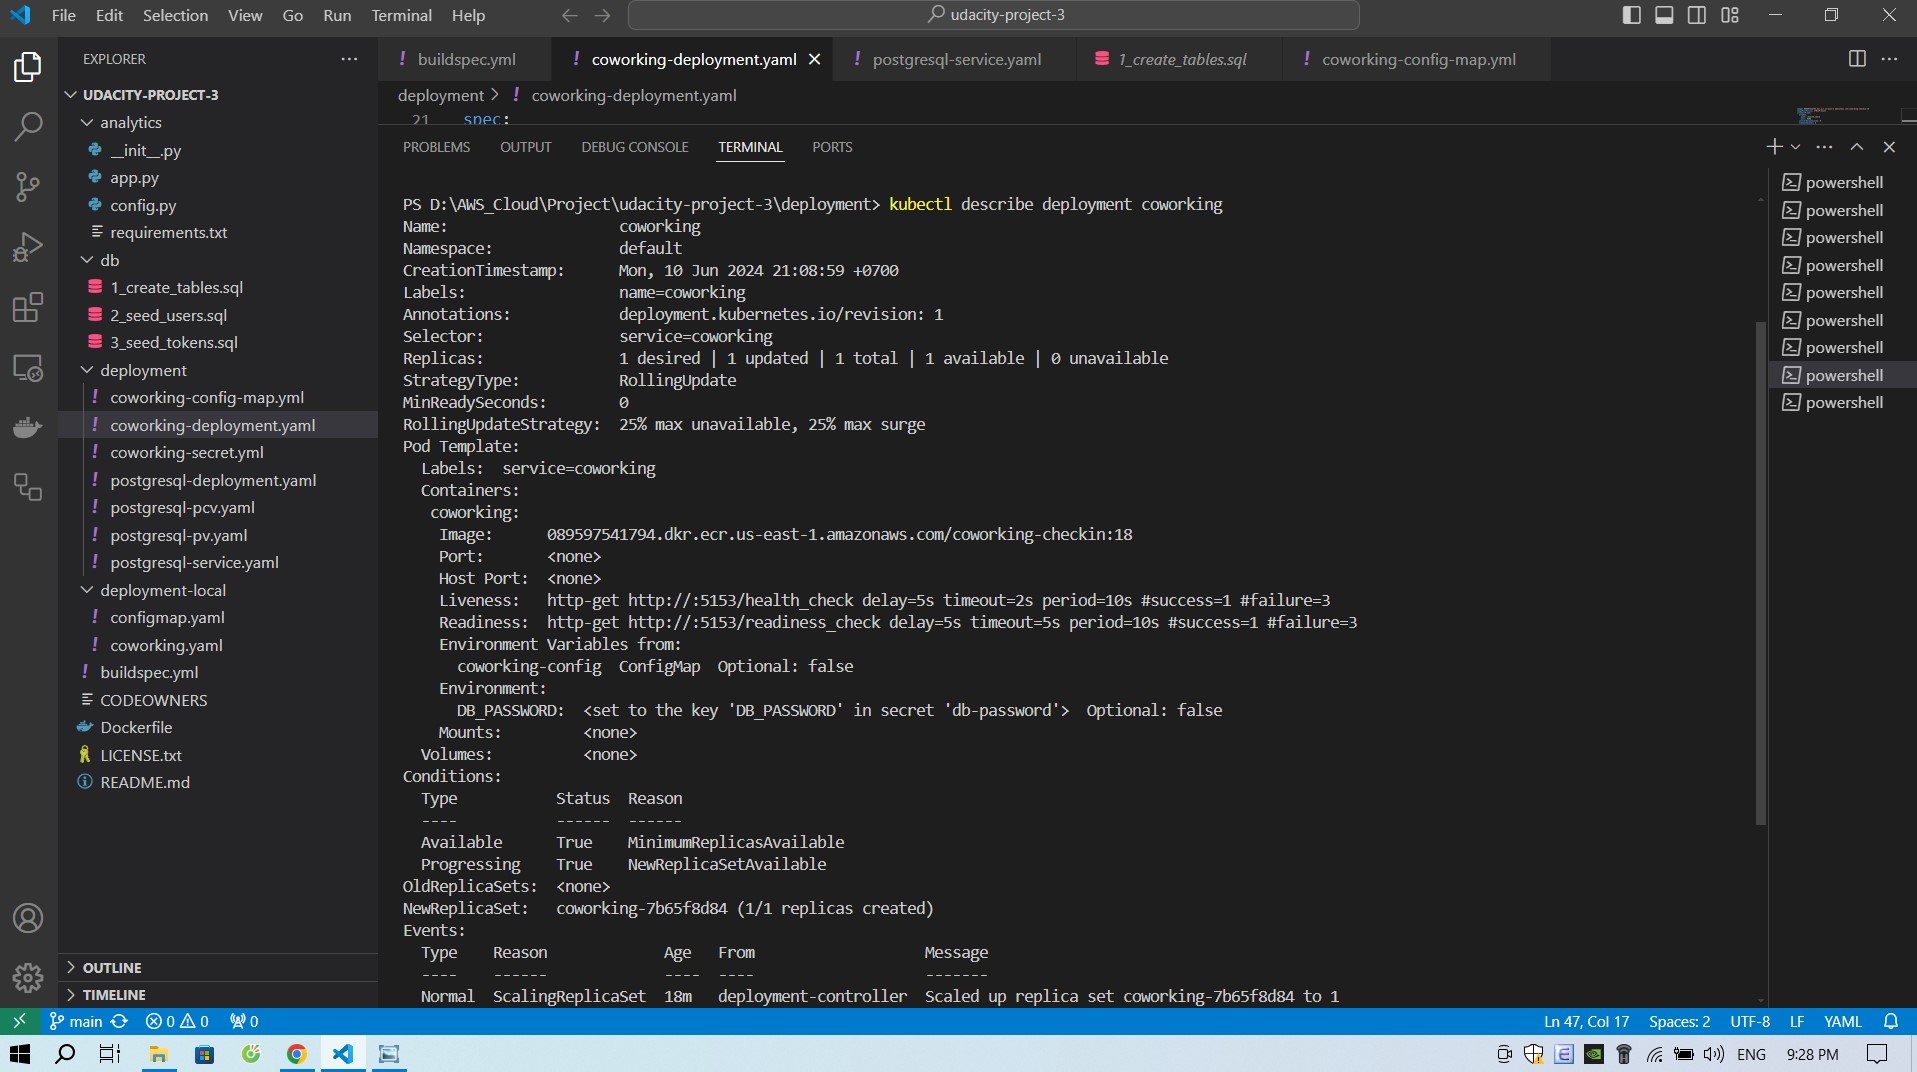 File Edit Selection View Go Run Terminal Help
udacity-project-3
EXPLORER
UDACITY-PROJECT-3
analytics
__init__.py
app.py
config.py
requirements.txt
db
1_create_tables.sql
2_seed_users.sql
3_seed_tokens.sql
deployment
coworking-config-map.yml
coworking-deployment.yaml
coworking-secret.yml
postgresql-deployment.yaml
postgresql-pcv.yaml
postgresql-pv.yaml
postgresql-service.yaml
deployment-local
configmap.yaml
coworking.yaml
buildspec.yml
CODEOWNERS
Dockerfile
LICENSE.txt
README.md
OUTLINE
TIMELINE
buildspec.yml coworking-deployment.yaml postgresql-service.yaml 1_create_tables.sql coworking-config-map.yml
deployment > coworking-deployment.yaml
21 spec:
PROBLEMS OUTPUT DEBUG CONSOLE TERMINAL PORTS
PS D:\AWS_Cloud\Project\udacity-project-3\deployment> kubectl describe deployment coworking
Name: coworking
Namespace: default
CreationTimestamp: Mon, 10 Jun 2024 21:08:59 +0700
Labels: name=coworking
Annotations: deployment.kubernetes.io/revision: 1
Selector: service=coworking
Replicas: 1 desired | 1 updated | 1 total | 1 available | 0 unavailable
StrategyType: RollingUpdate
MinReadySeconds: 0
RollingUpdateStrategy: 25% max unavailable, 25% max surge
Pod Template:
Labels: service=coworking
Containers:
coworking:
Image: 089597541794.dkr.ecr.us-east-1.amazonaws.com/coworking-checkin:18
Port: <none>
Host Port: <none>
Liveness: http-get http://:5153/health_check delay=5s timeout=2s period=10s #success=1 #failure=3
Readiness: http-get http://:5153/readiness_check delay=5s timeout=5s period=10s #success=1 #failure=3
Environment Variables from:
coworking-config ConfigMap Optional: false
Environment:
DB_PASSWORD: <set to the key 'DB_PASSWORD' in secret 'db-password'> Optional: false
Mounts: <none>
Volumes: <none>
Conditions:
Type Status Reason
---- ------ ------
Available True MinimumReplicasAvailable
Progressing True NewReplicaSetAvailable
OldReplicaSets: <none>
NewReplicaSet: coworking-7b65f8d84 (1/1 replicas created)
Events:
Type Reason Age From Message
---- ------ ---- ---- -------
Normal ScalingReplicaSet 18m deployment-controller Scaled up replica set coworking-7b65f8d84 to 1
powershell
powershell
powershell
powershell
powershell
powershell
powershell
powershell
powershell
main 0 0 0 Ln 47, Col 17 Spaces: 2 UTF-8 LF YAML
ENG 9:28 PM